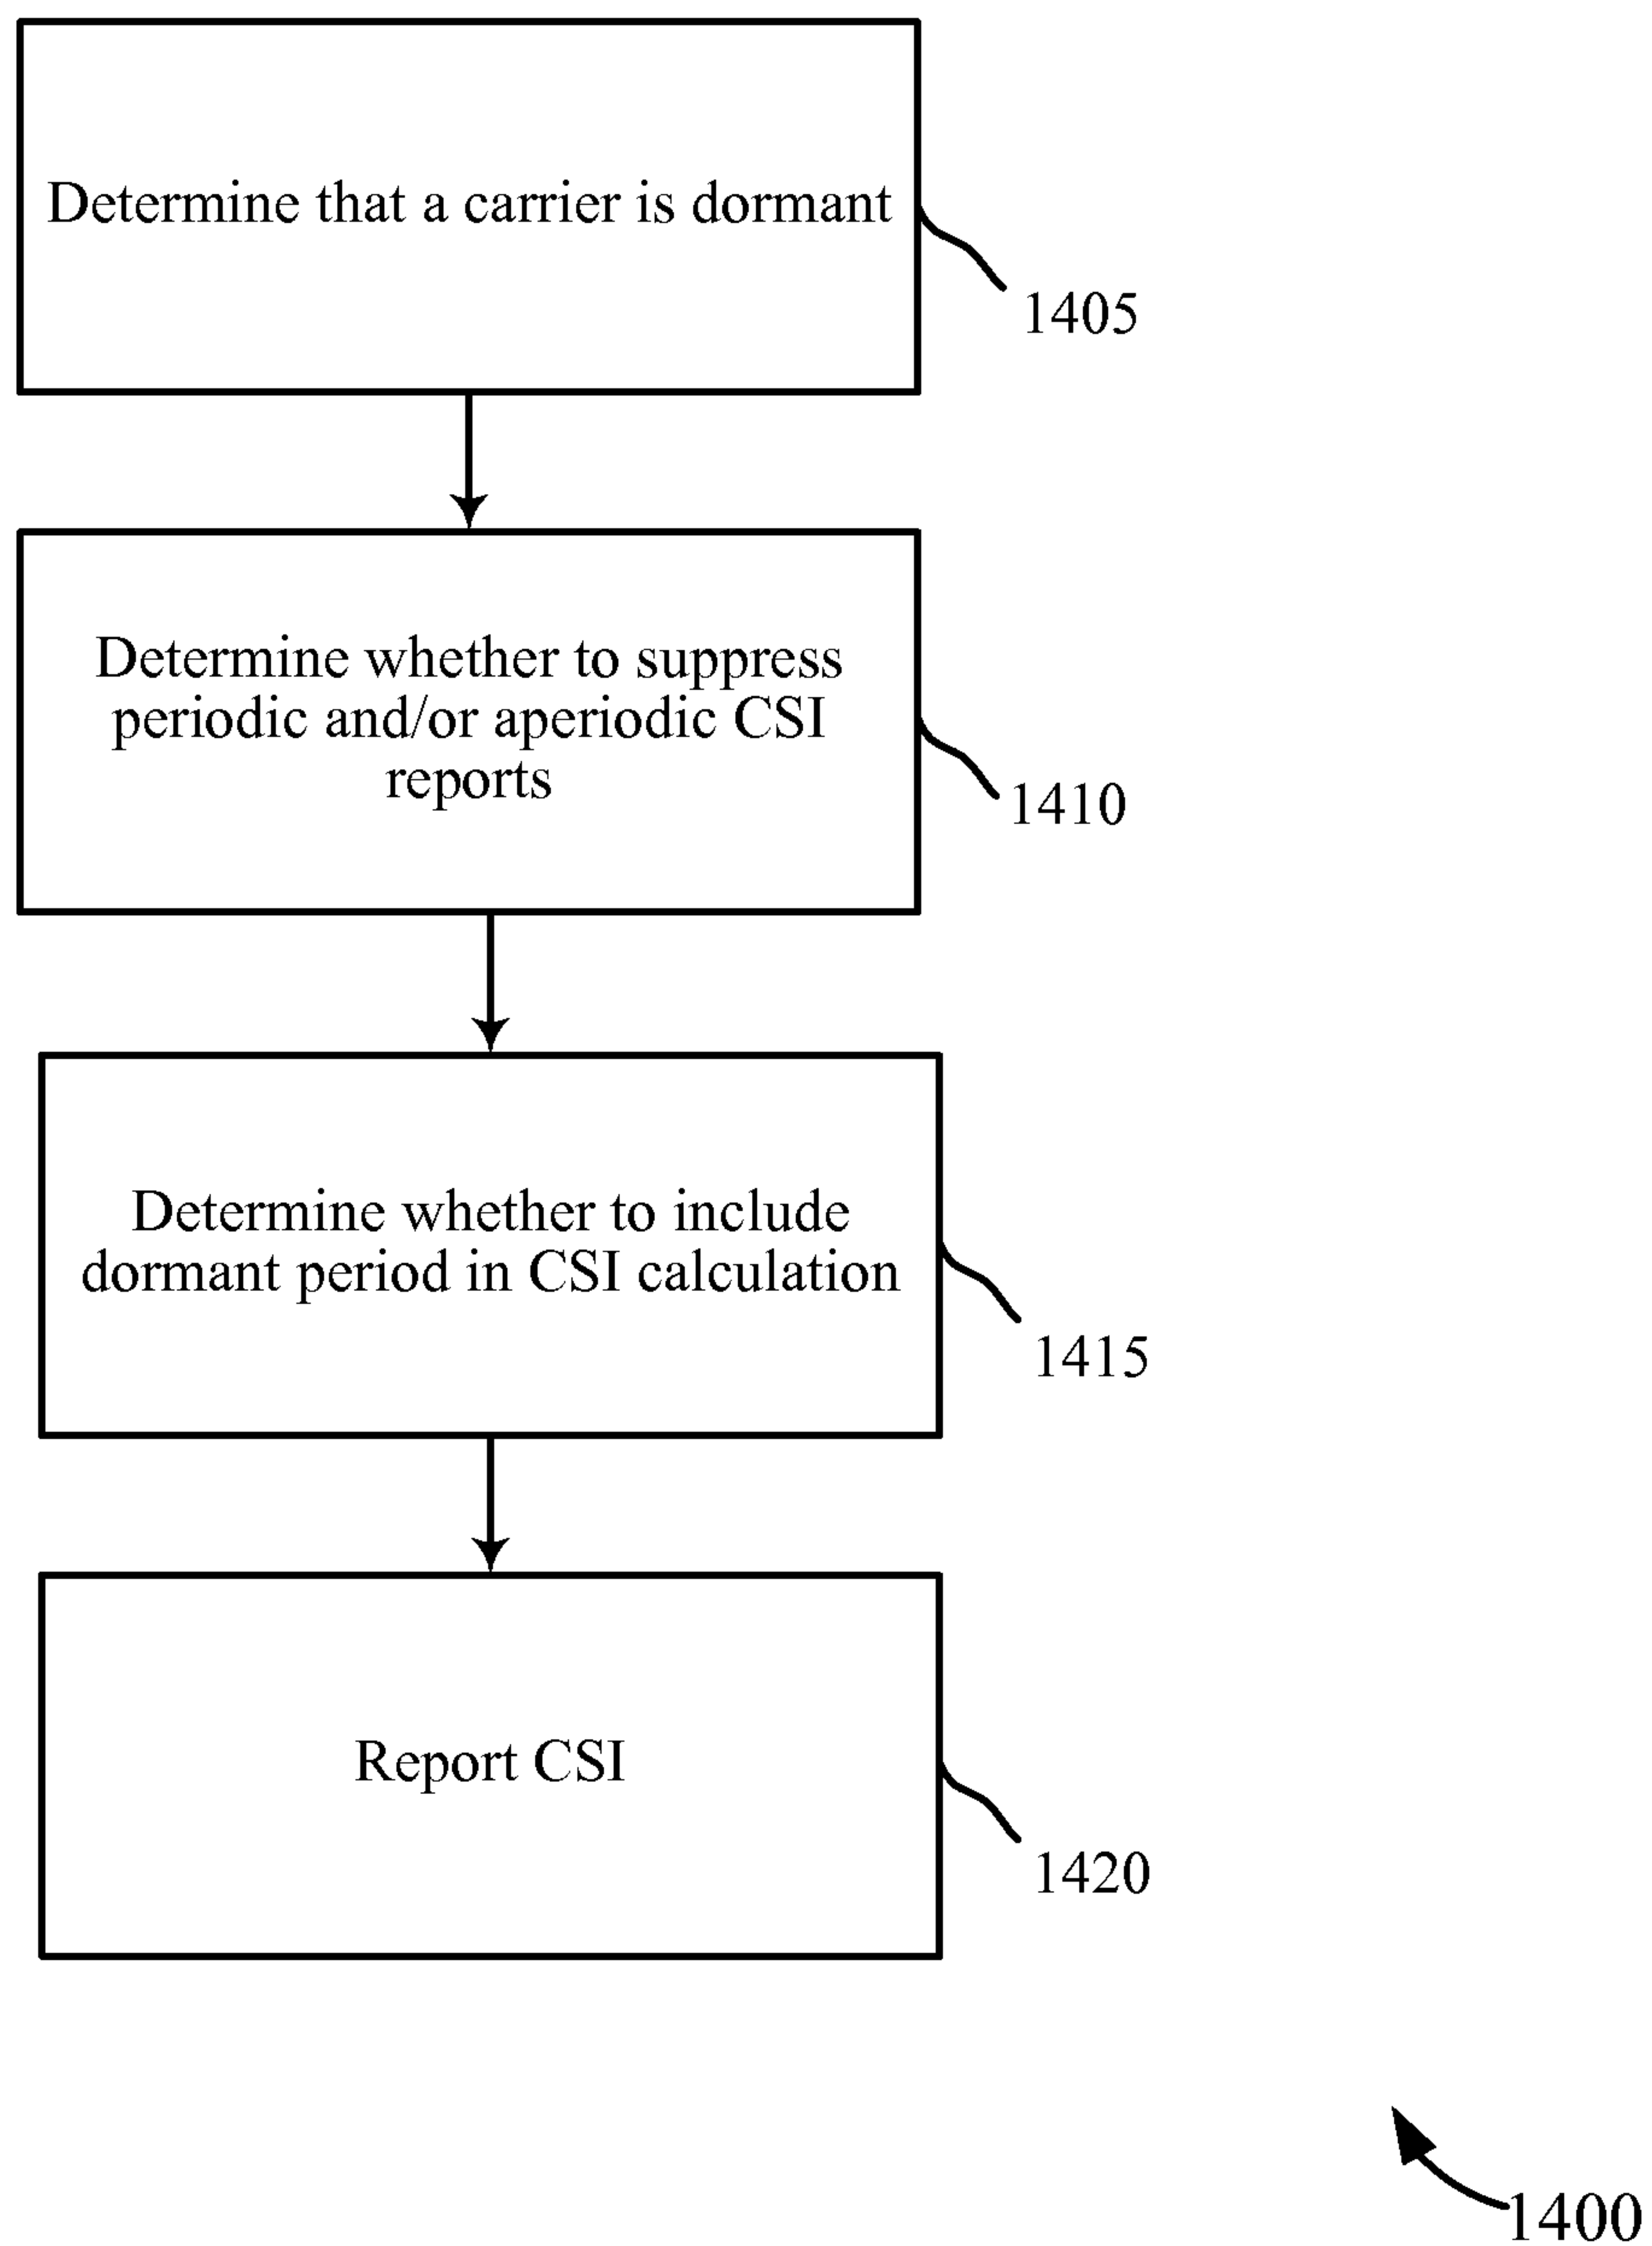 Determine that a carrier is dormant
1405
Determine whether to suppress
periodic and/or aperiodic CSI
reports
1410
Determine whether to include
dormant period in CSI calculation
1415
Report CSI
1420
1400